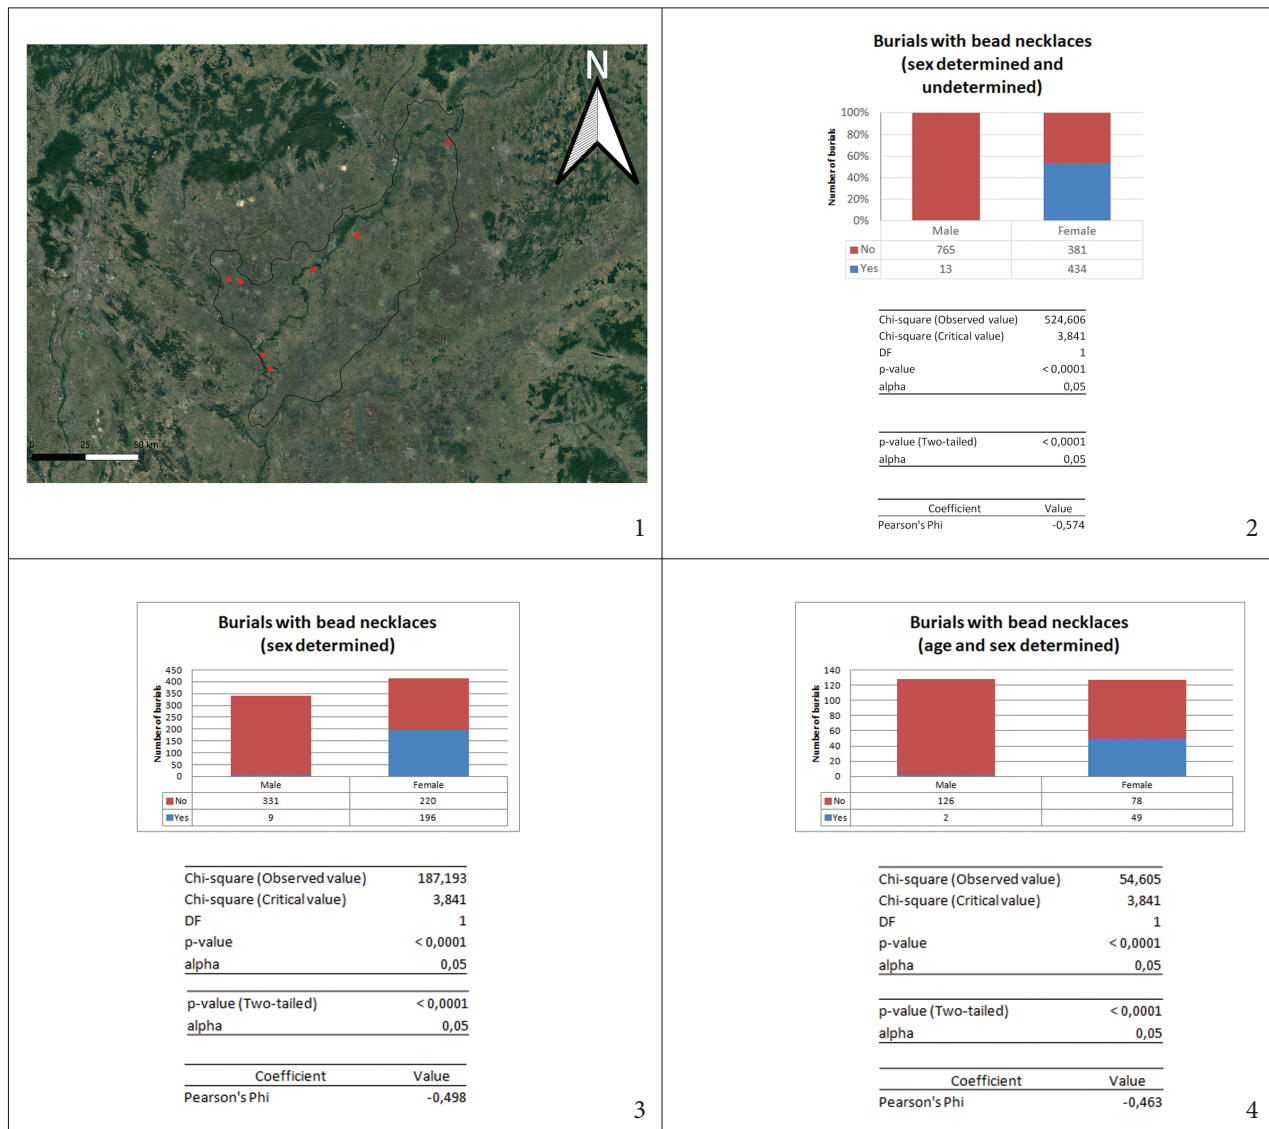 N
0 25 50 km
1
Burials with bead necklaces
(sex determined and
undetermined)
Number of burials
100%
80%
60%
40%
20%
0%
Male Female
No 765 381
Yes 13 434
Chi-square (Observed value) 524,606
Chi-square (Critical value) 3,841
DF 1
p-value < 0,0001
alpha 0,05
p-value (Two-tailed) < 0,0001
alpha 0,05
Coefficient Value
Pearson's Phi -0,574
2
Burials with bead necklaces
(sex determined)
Number of burials
450
400
350
300
250
200
150
100
50
0
Male Female
No 331 220
Yes 9 196
Chi-square (Observed value) 187,193
Chi-square (Critical value) 3,841
DF 1
p-value < 0,0001
alpha 0,05
p-value (Two-tailed) < 0,0001
alpha 0,05
Coefficient Value
Pearson's Phi -0,498
3
Burials with bead necklaces
(age and sex determined)
Number of burials
140
120
100
80
60
40
20
0
Male Female
No 126 78
Yes 2 49
Chi-square (Observed value) 54,605
Chi-square (Critical value) 3,841
DF 1
p-value < 0,0001
alpha 0,05
p-value (Two-tailed) < 0,0001
alpha 0,05
Coefficient Value
Pearson's Phi -0,463
4